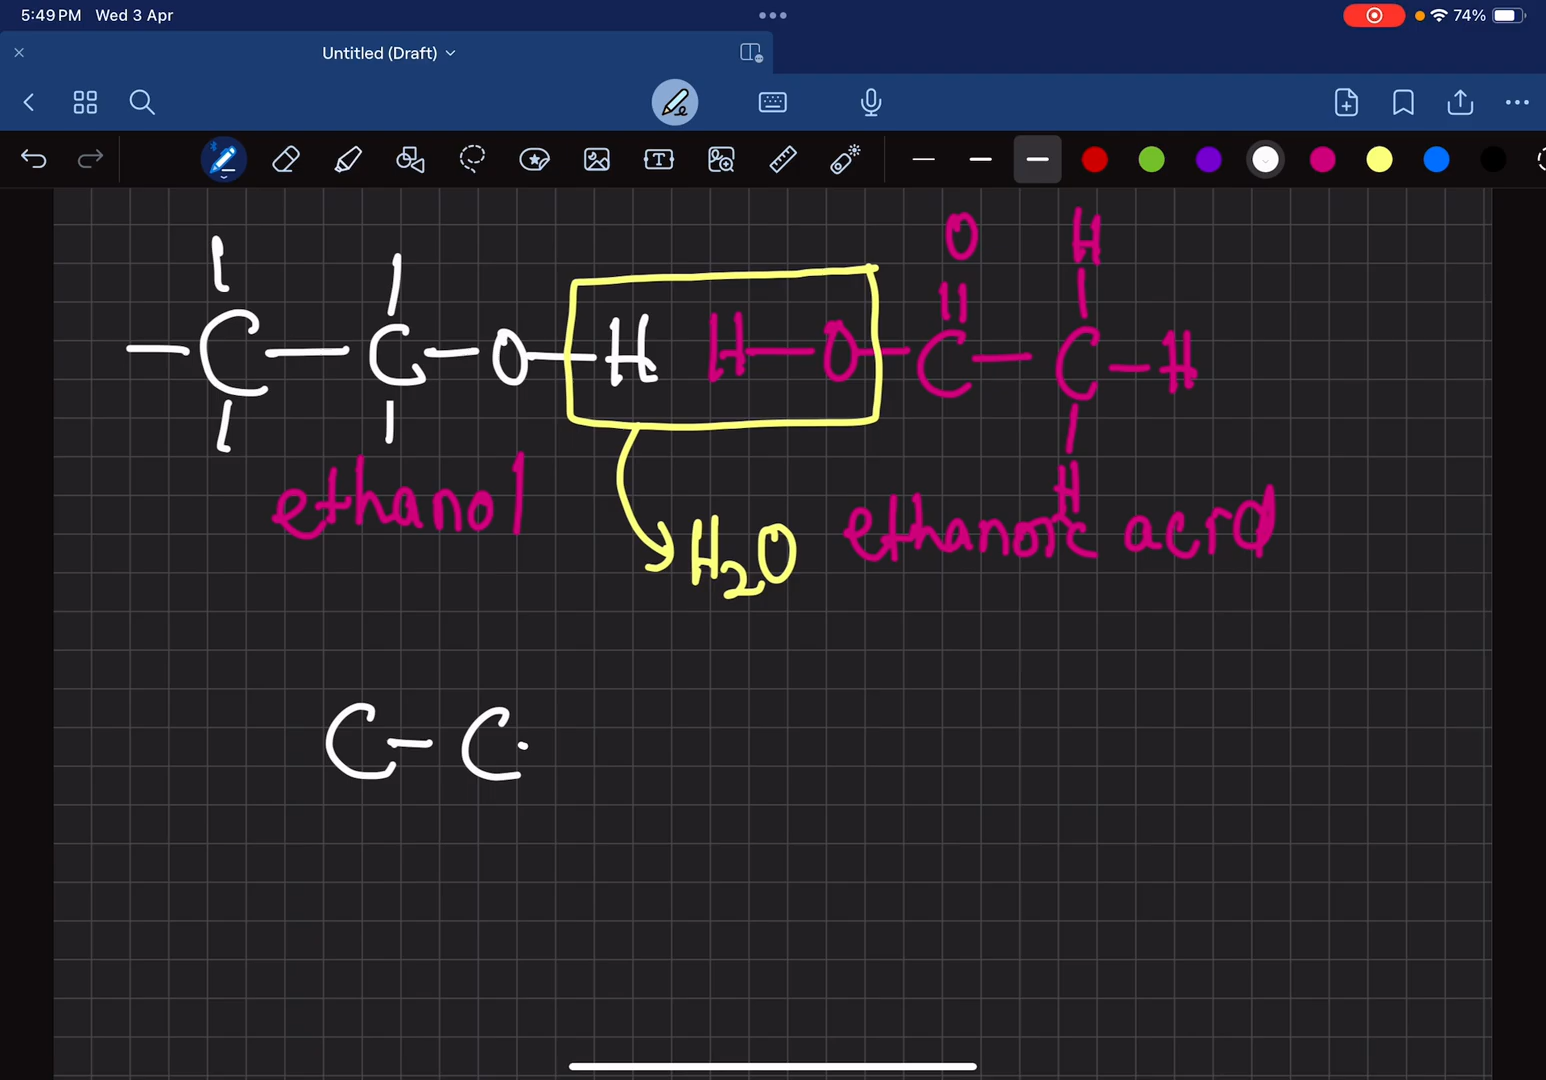 5:49 PM Wed 3 Apr 74%
Untitled (Draft)
T
O H
C C O H H O C C H
H
ethanol ethanoic acid
H₂O
C - C